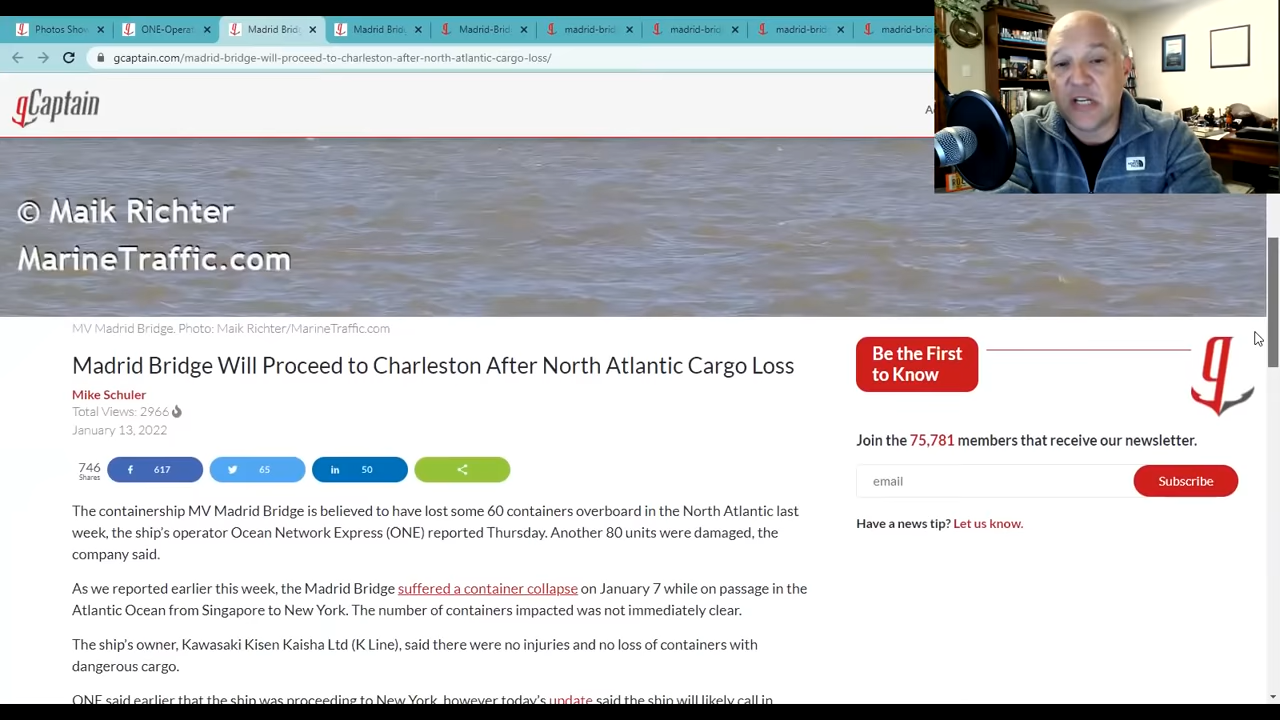 Photos Show
ONE-Operat
Madrid Brid
Madrid Brid
Madrid-Brid
madrid-brid
madrid-brid
madrid-brid
madrid-brid
gcaptain.com/madrid-bridge-will-proceed-to-charleston-after-north-atlantic-cargo-loss/
gCaptain
© Maik Richter
MarineTraffic.com
MV Madrid Bridge. Photo: Maik Richter/MarineTraffic.com
Madrid Bridge Will Proceed to Charleston After North Atlantic Cargo Loss
Mike Schuler
Total Views: 2966
January 13, 2022
746
Shares
617
65
50
The containership MV Madrid Bridge is believed to have lost some 60 containers overboard in the North Atlantic last
week, the ship's operator Ocean Network Express (ONE) reported Thursday. Another 80 units were damaged, the
company said.
As we reported earlier this week, the Madrid Bridge suffered a container collapse on January 7 while on passage in the
Atlantic Ocean from Singapore to New York. The number of containers impacted was not immediately clear.
The ship's owner, Kawasaki Kisen Kaisha Ltd (K Line), said there were no injuries and no loss of containers with
dangerous cargo.
ONE said earlier that the ship was proceeding to New York, however today's update said the ship will likely call in
Be the First
to Know
Join the 75,781 members that receive our newsletter.
email
Subscribe
Have a news tip? Let us know.
THE NORTH FACE